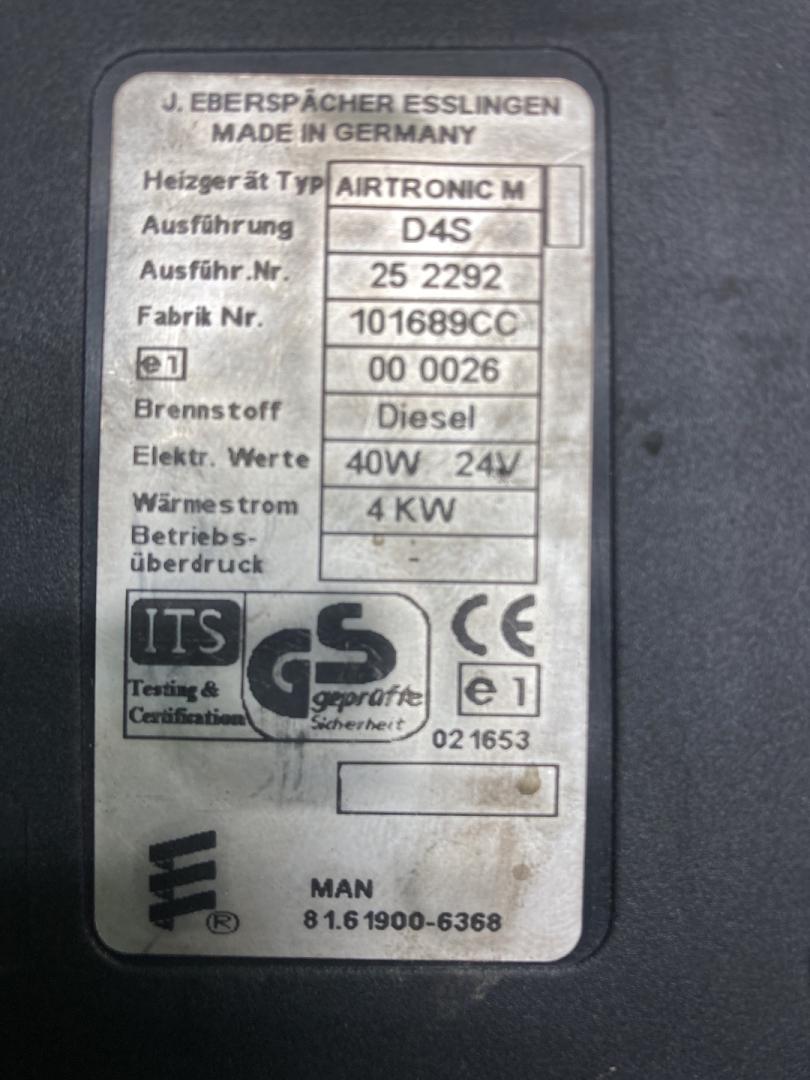 J. EBERSPÄCHER ESSLINGEN
MADE IN GERMANY
Heizgerät Typ AIRTRONIC M
Ausführung D4S
Ausführ.Nr. 25 2292
Fabrik Nr. 101689CC
e1 00 0026
Brennstoff Diesel
Elektr. Werte 40W 24V
Wärmestrom 4 KW
Betriebs-
überdruck -
ITS
Testing &
Certification
GS
geprüfte
Sicherheit
CE
e1
021653
®
MAN
81.61900-6368